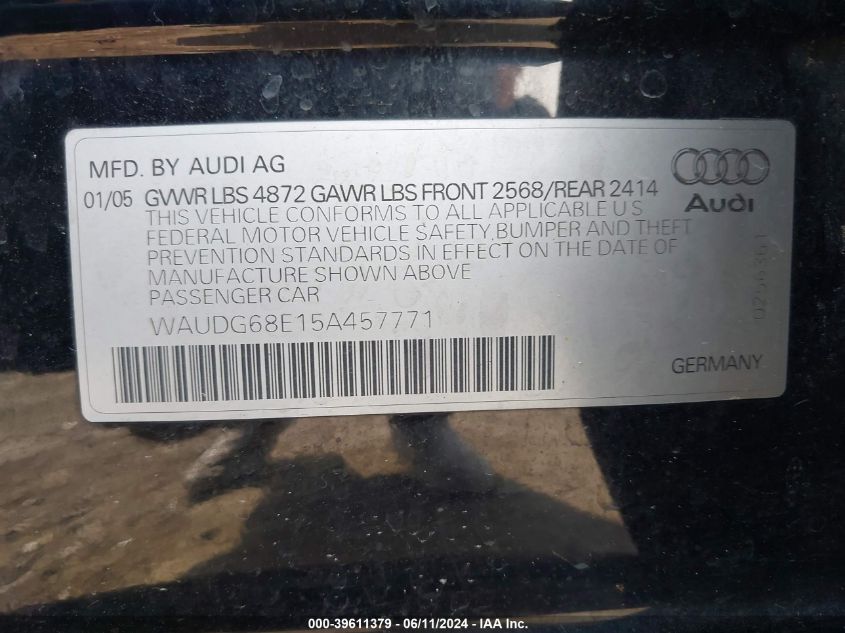 MFD. BY AUDI AG
01/05 GVWR LBS 4872 GAWR LBS FRONT 2568/REAR 2414
THIS VEHICLE CONFORMS TO ALL APPLICABLE U S
FEDERAL MOTOR VEHICLE SAFETY, BUMPER AND THEFT
PREVENTION STANDARDS IN EFFECT ON THE DATE OF
MANUFACTURE SHOWN ABOVE
PASSENGER CAR
WAUDG68E15A457771
Audi
0256361
GERMANY
000-39611379 - 06/11/2024 - IAA Inc.